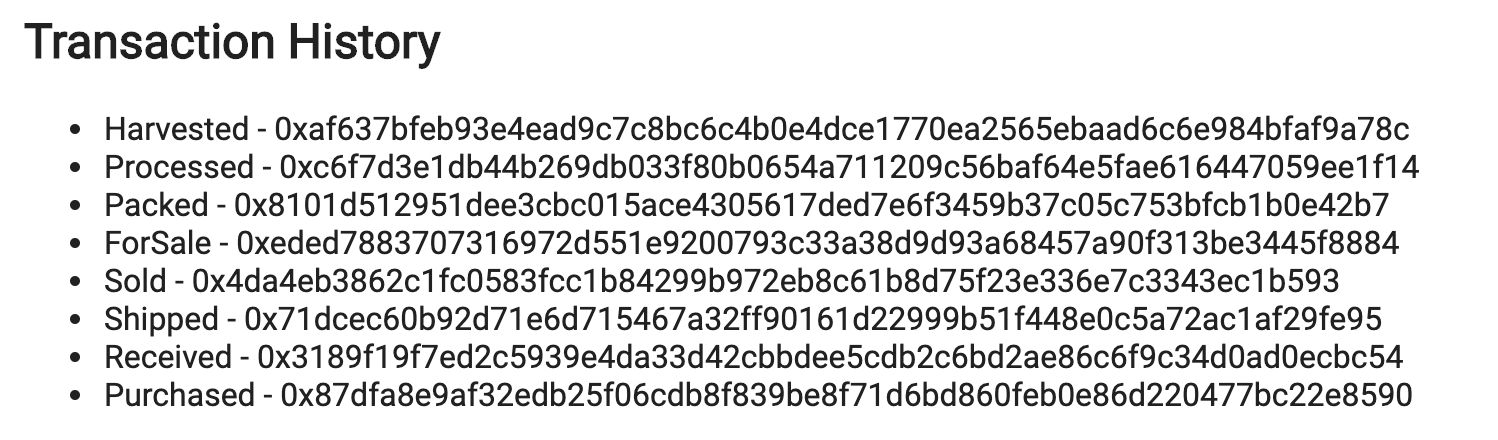 Transaction History
• Harvested - 0xaf637bfeb93e4ead9c7c8bc6c4b0e4dce1770ea2565ebaad6c6e984bfaf9a78c
• Processed - 0xc6f7d3e1db44b269db033f80b0654a711209c56baf64e5fae616447059ee1f14
• Packed - 0x8101d512951dee3cbc015ace4305617ded7e6f3459b37c05c753bfcb1b0e42b7
• ForSale - 0xeded7883707316972d551e9200793c33a38d9d93a68457a90f313be3445f8884
• Sold - 0x4da4eb3862c1fc0583fcc1b84299b972eb8c61b8d75f23e336e7c3343ec1b593
• Shipped - 0x71dcec60b92d71e6d715467a32ff90161d22999b51f448e0c5a72ac1af29fe95
• Received - 0x3189f19f7ed2c5939e4da33d42cbbdee5cdb2c6bd2ae86c6f9c34d0ad0ecbc54
• Purchased - 0x87dfa8e9af32edb25f06cdb8f839be8f71d6bd860feb0e86d220477bc22e8590